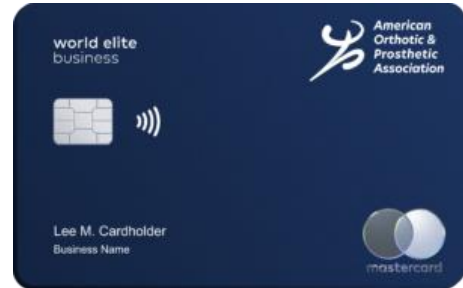 world elite
business
American
Orthotic &
Prosthetic
Association
Lee M. Cardholder
Business Name
mastercard